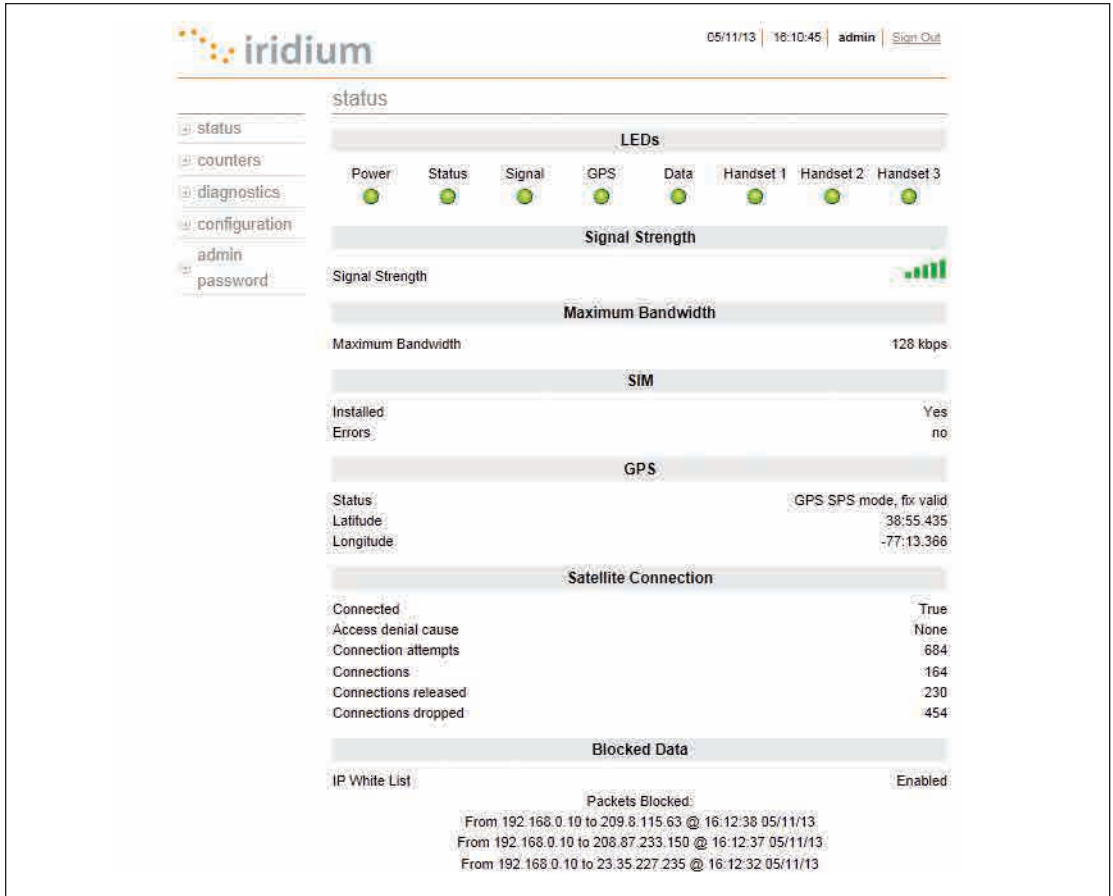 iridium
05/11/13 16:10:45 admin Sign Out
status
status
counters
diagnostics
configuration
admin
password
LEDs
Power Status Signal GPS Data Handset 1 Handset 2 Handset 3
Signal Strength
Signal Strength
Maximum Bandwidth
Maximum Bandwidth 128 kbps
SIM
Installed Yes
Errors no
GPS
Status GPS SPS mode, fix valid
Latitude 38:55.435
Longitude -77:13.366
Satellite Connection
Connected True
Access denial cause None
Connection attempts 684
Connections 164
Connections released 230
Connections dropped 454
Blocked Data
IP White List Enabled
Packets Blocked:
From 192.168.0.10 to 209.8.115.63 @ 16:12:38 05/11/13
From 192.168.0.10 to 208.87.233.150 @ 16:12:37 05/11/13
From 192.168.0.10 to 23.35.227.235 @ 16:12:32 05/11/13